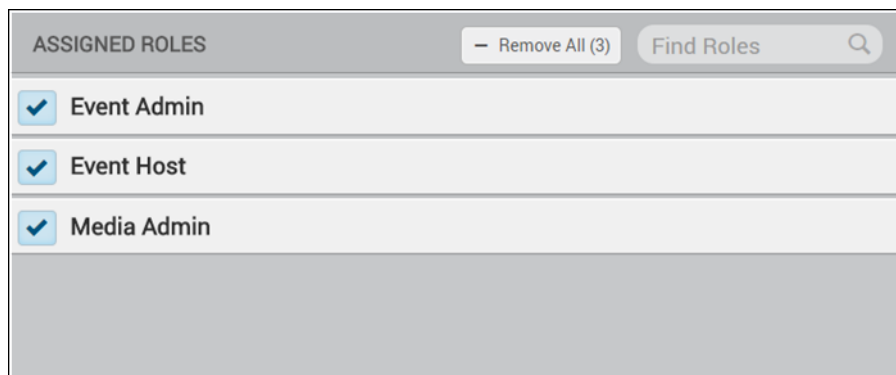 ASSIGNED ROLES – Remove All (3) Find Roles
Event Admin
Event Host
Media Admin